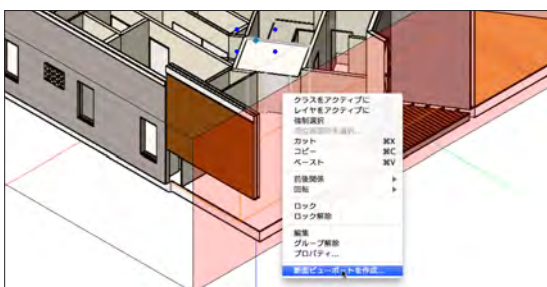 クラスをアクティブに
レイヤをアクティブに
強制選択
カット ⌘X
コピー ⌘C
ペースト ⌘V
前後関係
回転
ロック
ロック解除
編集
グループ解除
プロパティ...
断面ビューポートを作成...